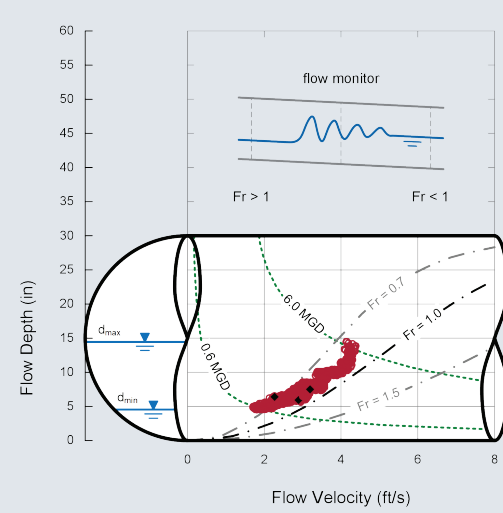 60
55
50
45
40
35
30
25
20
15
10
5
0
Flow Depth (in)
flow monitor
Fr > 1
Fr < 1
dmax
dmin
0.6 MGD
6.0 MGD
Fr = 0.7
Fr = 1.0
Fr = 1.5
0
2
4
6
8
Flow Velocity (ft/s)